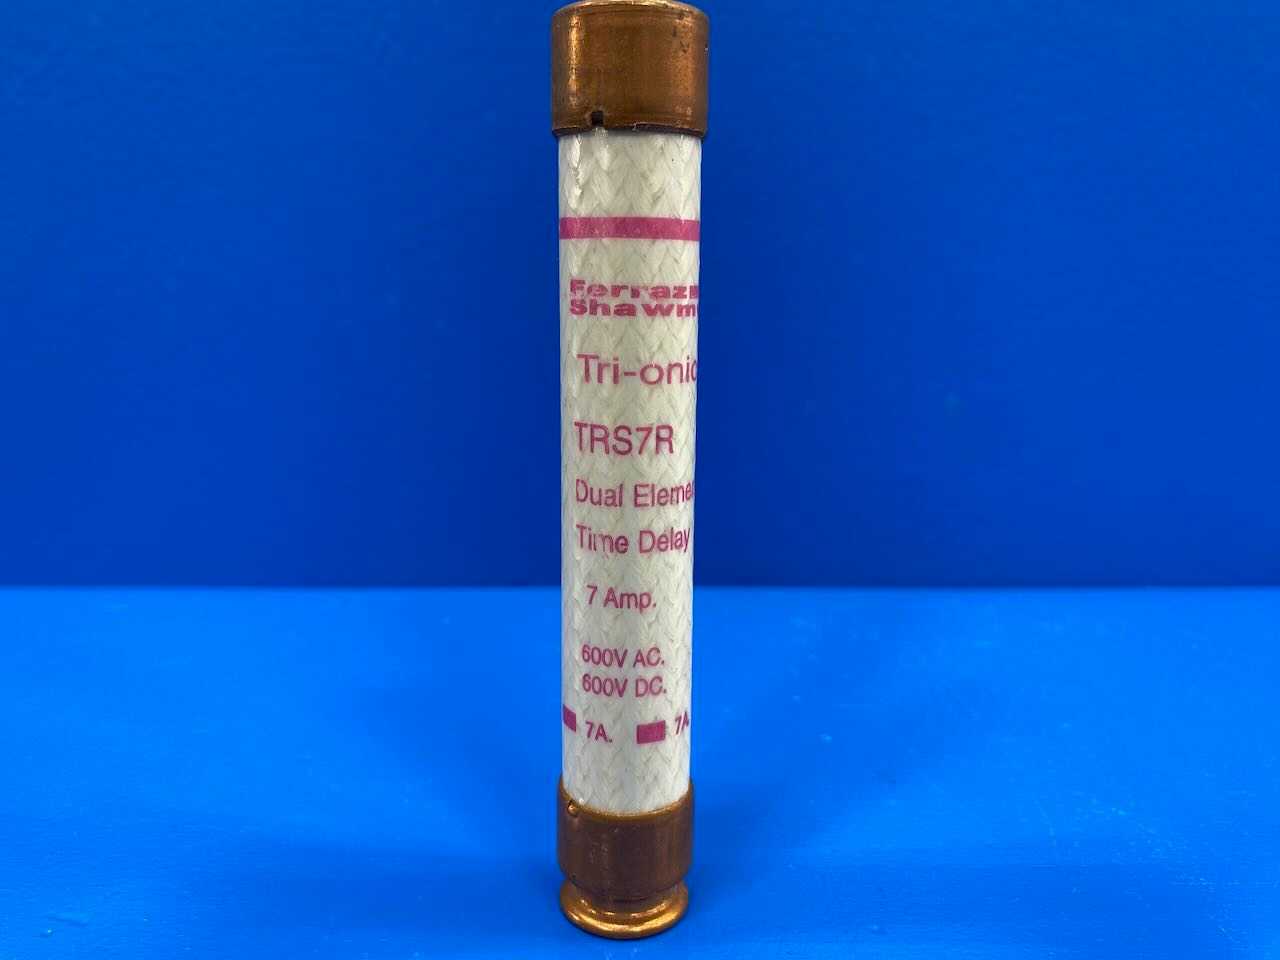 Ferraz
Shawm
Tri-onic
TRS7R
Dual Elemen
Time Delay
7 Amp.
600V AC.
600V DC.
7A. 7A.